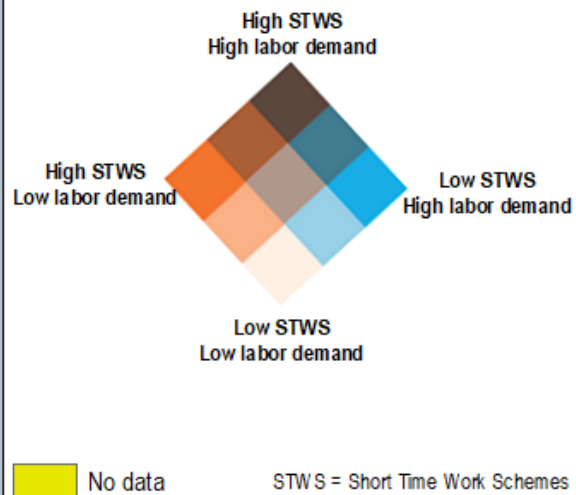 High STWS
High labor demand
High STWS
Low labor demand
Low STWS
High labor demand
Low STWS
Low labor demand
No data
STWS = Short Time Work Schemes